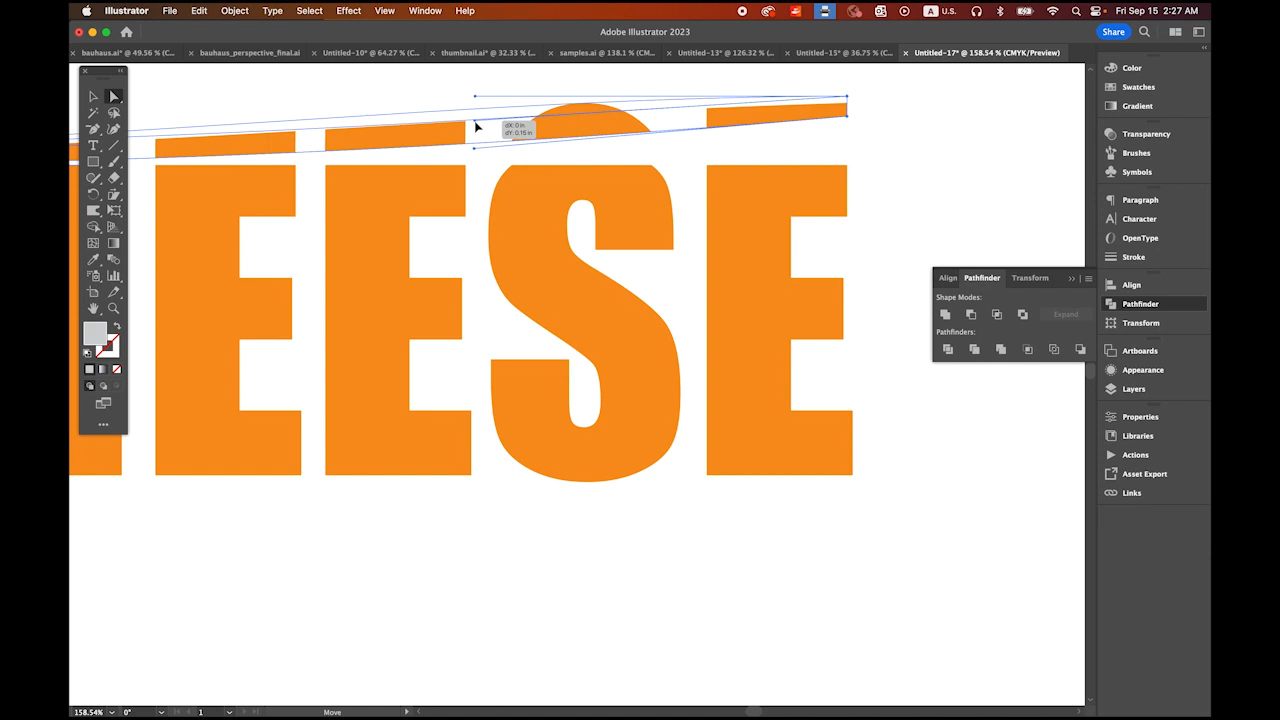 Illustrator File Edit Object Type Select Effect View Window Help A U.S. Fri Sep 15 2:27 AM
Adobe Illustrator 2023
Share
bauhaus.ai* @ 49.56 % (C...
bauhaus_perspective_final.ai
Untitled-10* @ 64.27 % (C...
thumbnail.ai* @ 32.33 % (...
samples.ai @ 138.1 % (CM...
Untitled-13* @ 126.32 % (...
Untitled-15* @ 36.75 % (C...
Untitled-17* @ 158.54 % (CMYK/Preview)
dX: 0 in
dY: 0.15 in
EESE
Color
Swatches
Gradient
Transparency
Brushes
Symbols
Paragraph
Character
OpenType
Stroke
Align
Pathfinder
Transform
Artboards
Appearance
Layers
Properties
Libraries
Actions
Asset Export
Links
Align Pathfinder Transform
Shape Modes:
Expand
Pathfinders:
158.54% 0° 1 Move